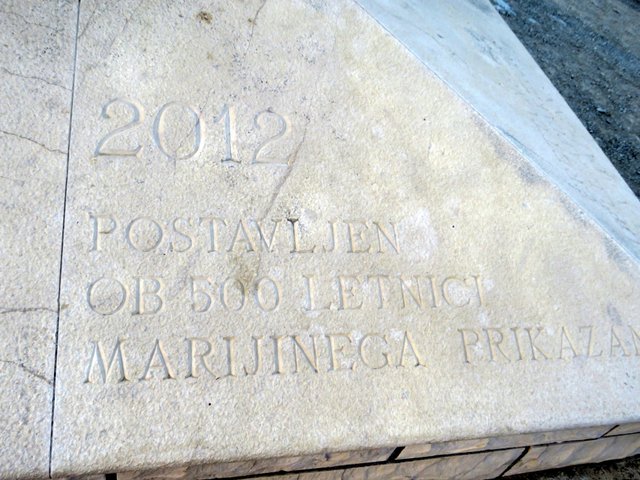 2012
POSTAVLJEN
OB 500 LETNICI
MARIJINEGA PRIKAZAN